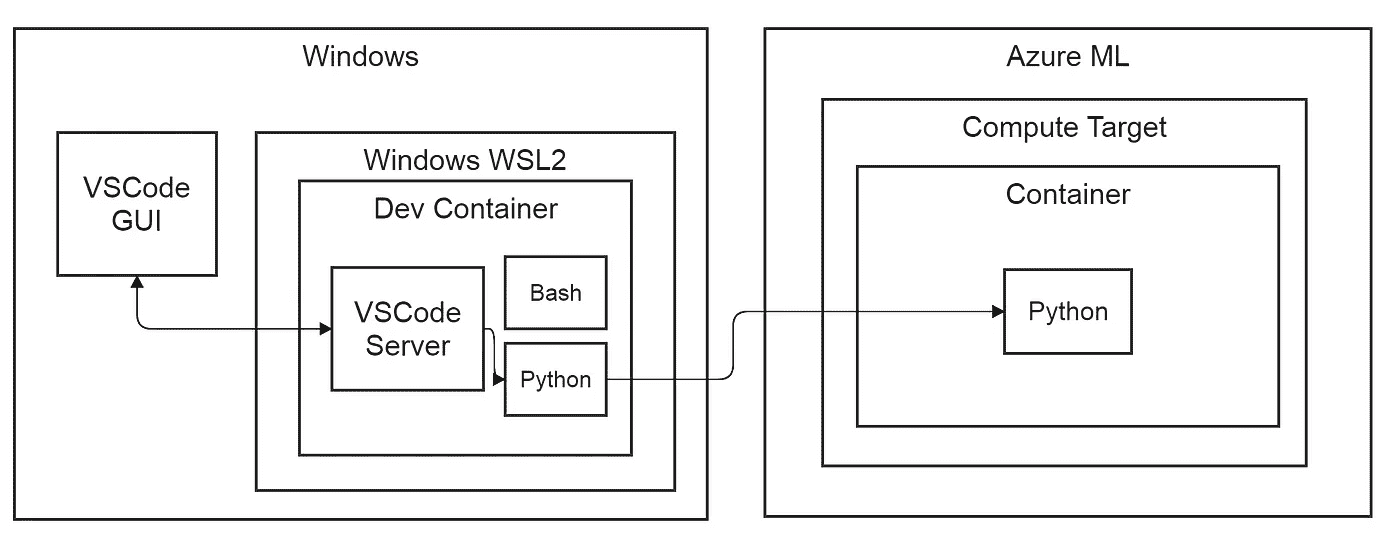 Windows
VSCode
GUI
Windows WSL2
Dev Container
VSCode
Server
Bash
Python
Azure ML
Compute Target
Container
Python